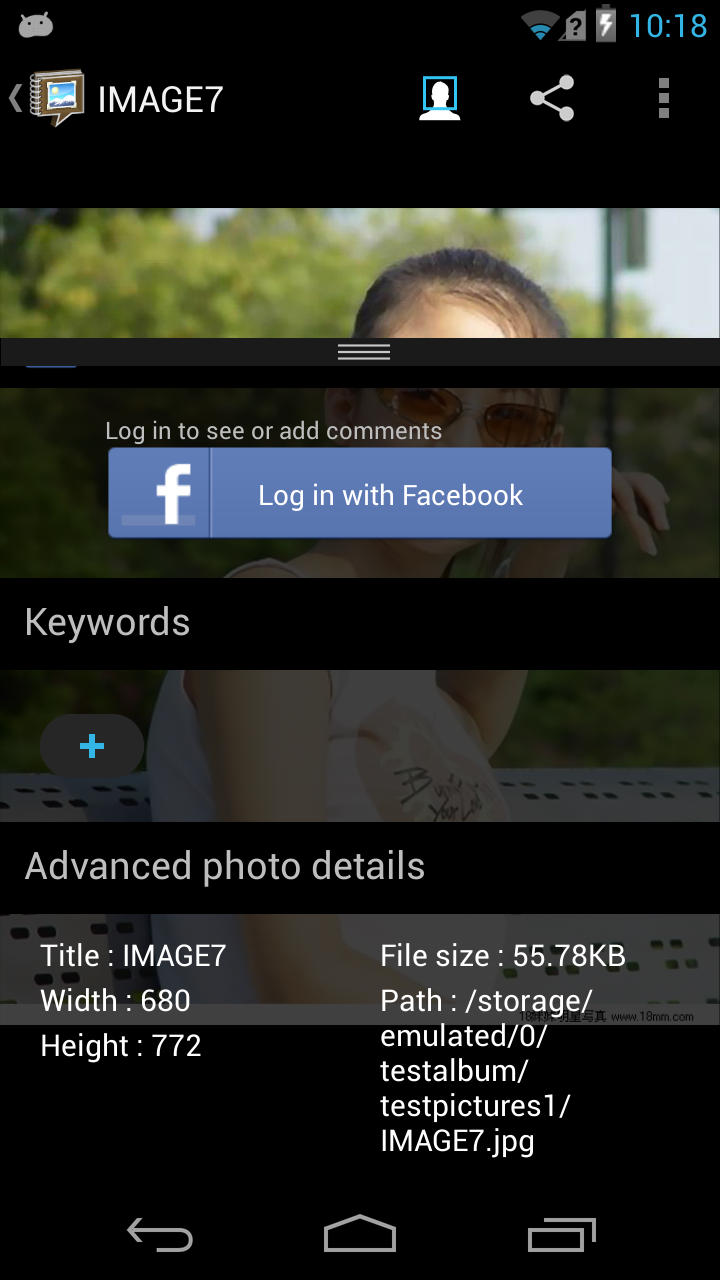 10:18
IMAGE7
Log in to see or add comments
f Log in with Facebook
Keywords
+
Advanced photo details
Title : IMAGE7
Width : 680
Height : 772
File size : 55.78KB
Path : /storage/
emulated/0/
testalbum/
testpictures1/
IMAGE7.jpg
www.18mm.com